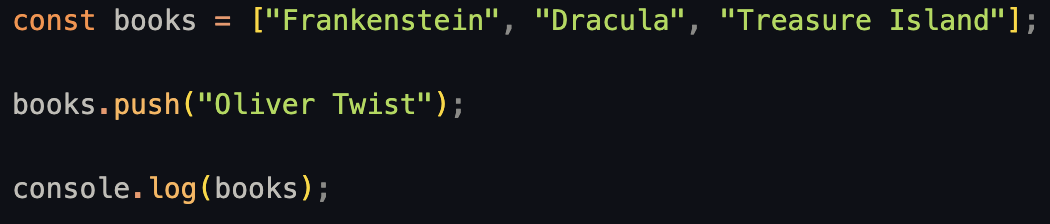 const books = ["Frankenstein", "Dracula", "Treasure Island"];
books.push("Oliver Twist");
console.log(books);